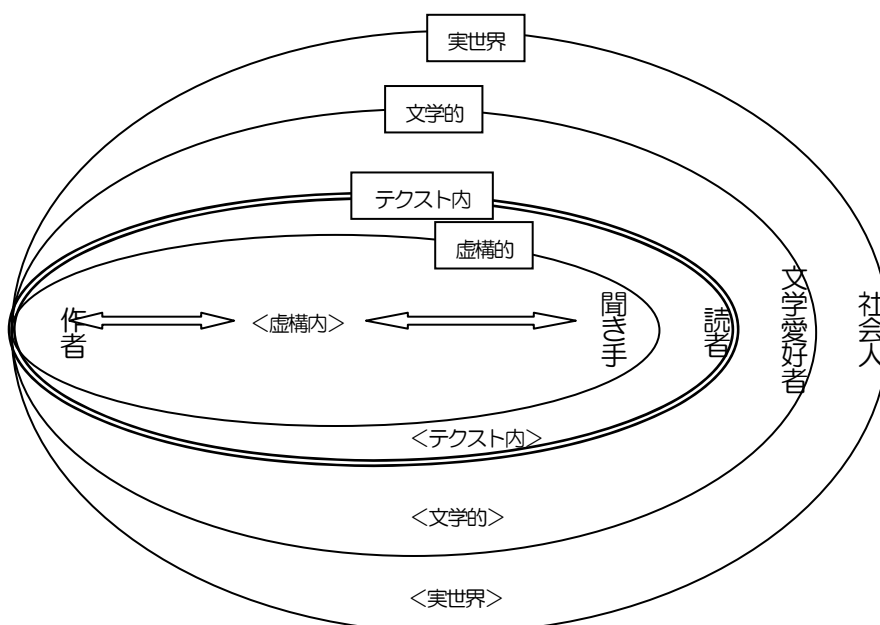 実世界
文学的
テクスト内
虚構的
作者
＜虚構内＞
聞き手
読者
文学愛好者
社会人
＜テクスト内＞
＜文学的＞
＜実世界＞